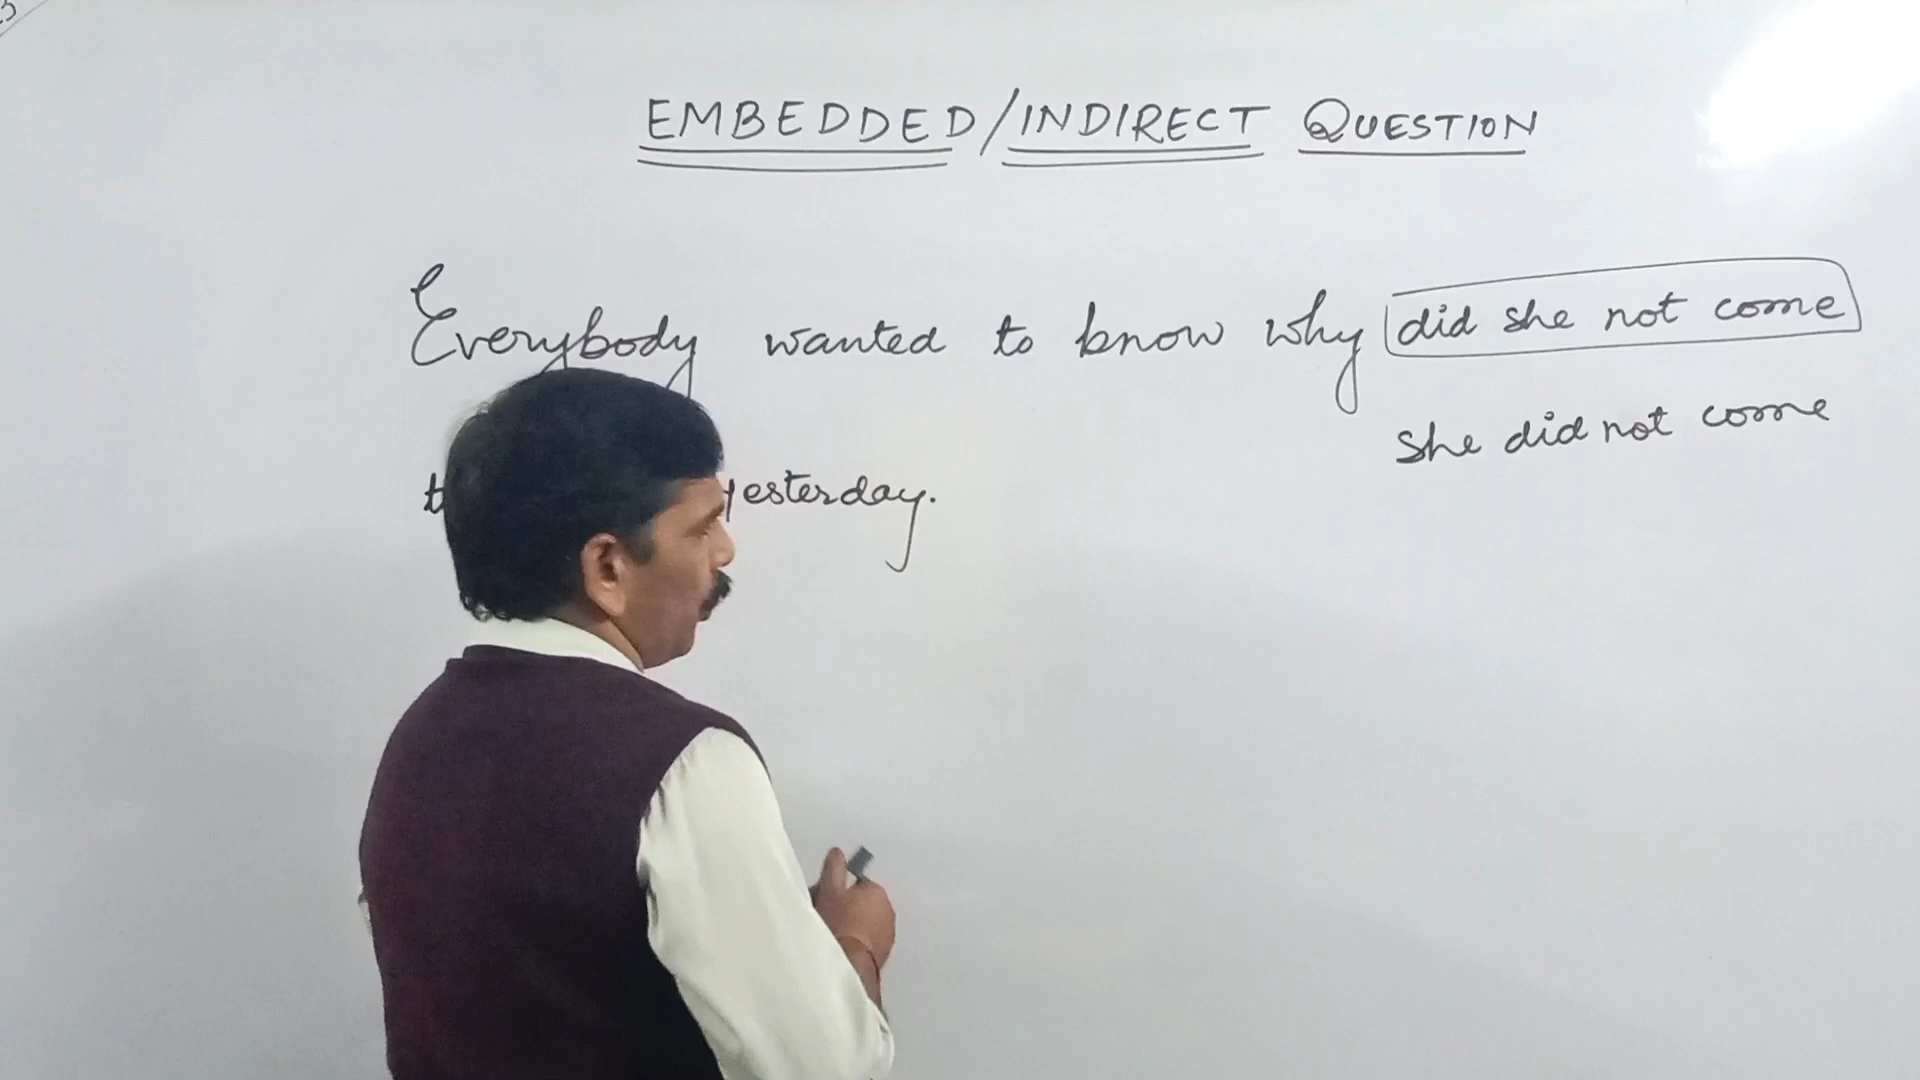 EMBEDDED/INDIRECT QUESTION
Everybody wanted to know why did she not come
she did not come
yesterday.